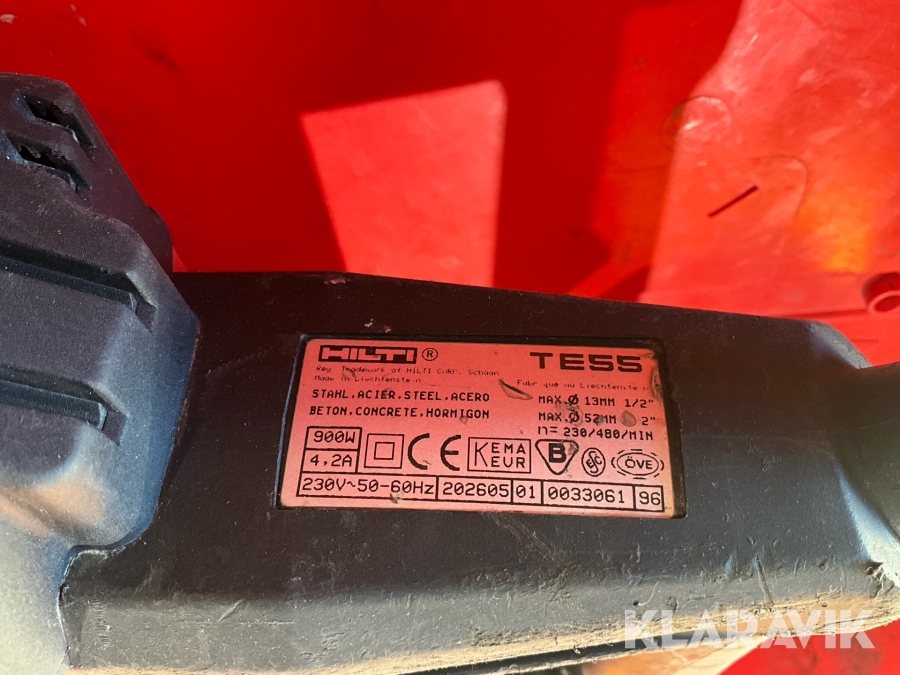 HILTI ® TE55
Reg. Trademark of HILTI CORP. Schaan
Made in Liechtenstein Fabriqué au Liechtenstein
STAHL,ACIER,STEEL,ACERO MAX.Ø 13MM 1/2"
BETON,CONCRETE,HORMIGON MAX.Ø 52MM 2"
n= 230/480/MIN
900W
4,2A CE KEMA EUR B ÖVE
230V~50-60Hz 202605 01 0033061 96
KLARAVIK